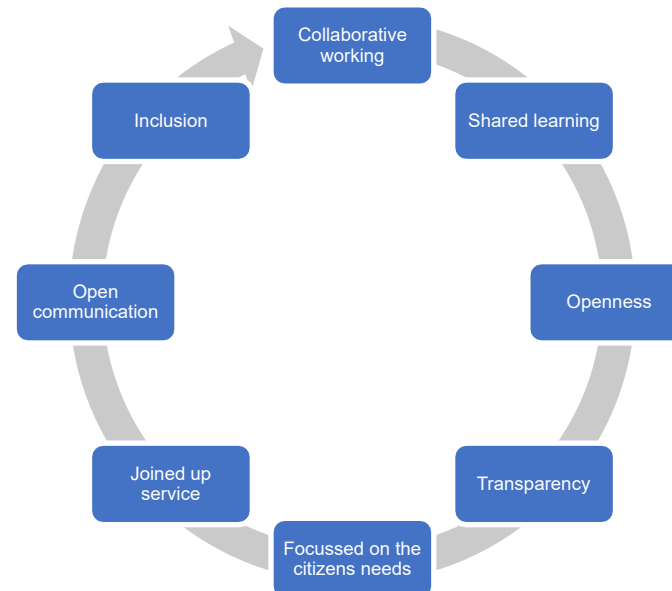 Collaborative
working
Shared learning
Openness
Transparency
Focussed on the
citizens needs
Joined up
service
Open
communication
Inclusion